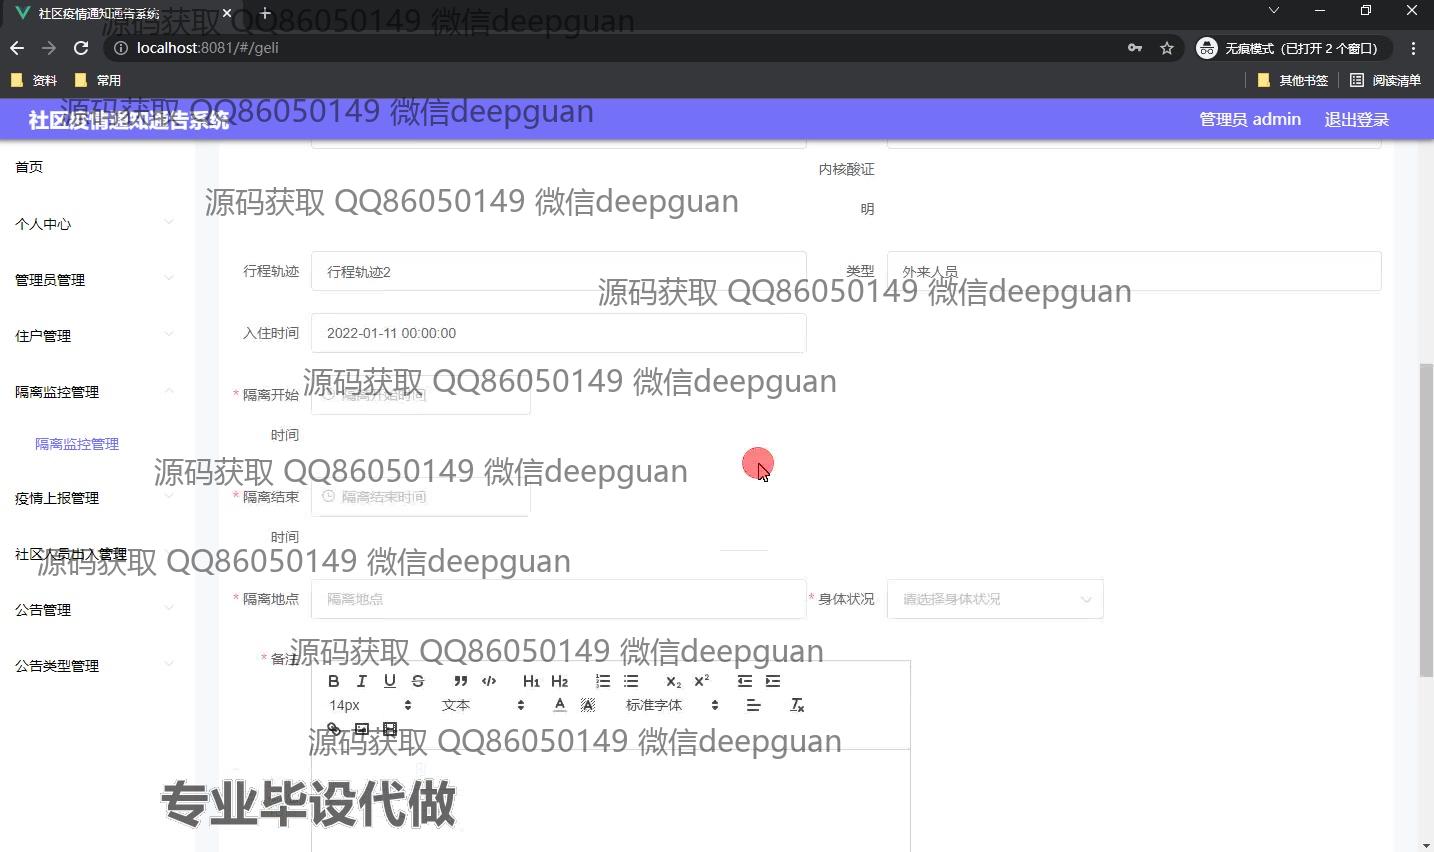 社区疫情通知通告系统
源码获取 QQ86050149 微信deepguan
localhost:8081/#/geli
无痕模式（已打开 2 个窗口）
资料
常用
其他书签
阅读清单
社区疫情通知通告系统
源码获取 QQ86050149 微信deepguan
管理员 admin
退出登录
首页
内核酸证
明
源码获取 QQ86050149 微信deepguan
个人中心
行程轨迹
行程轨迹2
类型
外来人员
管理员管理
源码获取 QQ86050149 微信deepguan
住户管理
入住时间
2022-01-11 00:00:00
源码获取 QQ86050149 微信deepguan
隔离监控管理
* 隔离开始
时间
隔离开始时间
隔离监控管理
源码获取 QQ86050149 微信deepguan
疫情上报管理
* 隔离结束
时间
隔离结束时间
社区人员出入管理
源码获取 QQ86050149 微信deepguan
公告管理
* 隔离地点
隔离地点
* 身体状况
请选择身体状况
公告类型管理
* 备注
源码获取 QQ86050149 微信deepguan
B I U S H1 H2 X2 X2
14px
文本
A
A
标准字体
Tx
源码获取 QQ86050149 微信deepguan
专业毕设代做